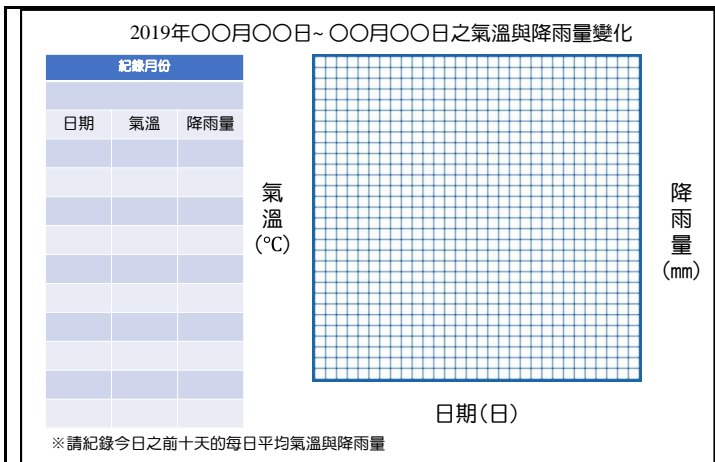 2019年〇〇月〇〇日~ 〇〇月〇〇日之氣溫與降雨量變化
紀錄月份
日期 氣溫 降雨量
氣溫(℃)
降雨量(mm)
日期(日)
※請紀錄今日之前十天的每日平均氣溫與降雨量